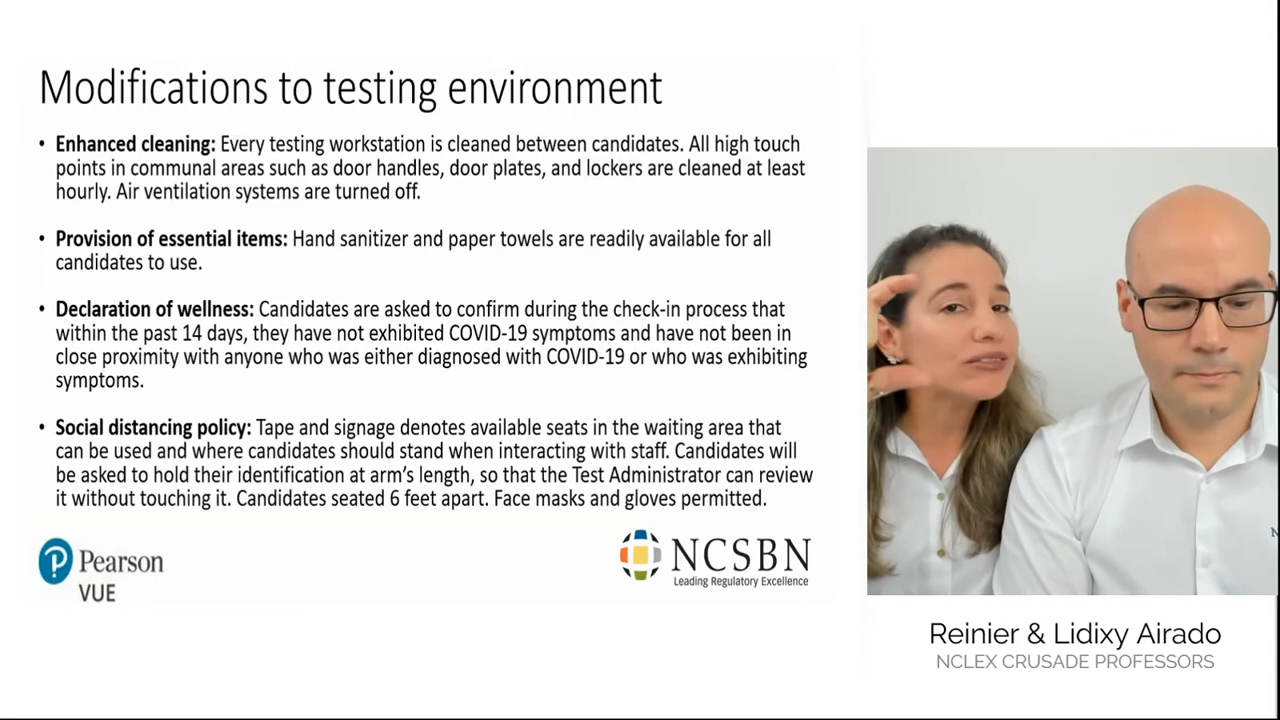 Modifications to testing environment
• Enhanced cleaning: Every testing workstation is cleaned between candidates. All high touch
points in communal areas such as door handles, door plates, and lockers are cleaned at least
hourly. Air ventilation systems are turned off.
• Provision of essential items: Hand sanitizer and paper towels are readily available for all
candidates to use.
• Declaration of wellness: Candidates are asked to confirm during the check-in process that
within the past 14 days, they have not exhibited COVID-19 symptoms and have not been in
close proximity with anyone who was either diagnosed with COVID-19 or who was exhibiting
symptoms.
• Social distancing policy: Tape and signage denotes available seats in the waiting area that
can be used and where candidates should stand when interacting with staff. Candidates will
be asked to hold their identification at arm's length, so that the Test Administrator can review
it without touching it. Candidates seated 6 feet apart. Face masks and gloves permitted.
Pearson
VUE
NCSBN
Leading Regulatory Excellence
Reinier & Lidixy Airado
NCLEX CRUSADE PROFESSORS